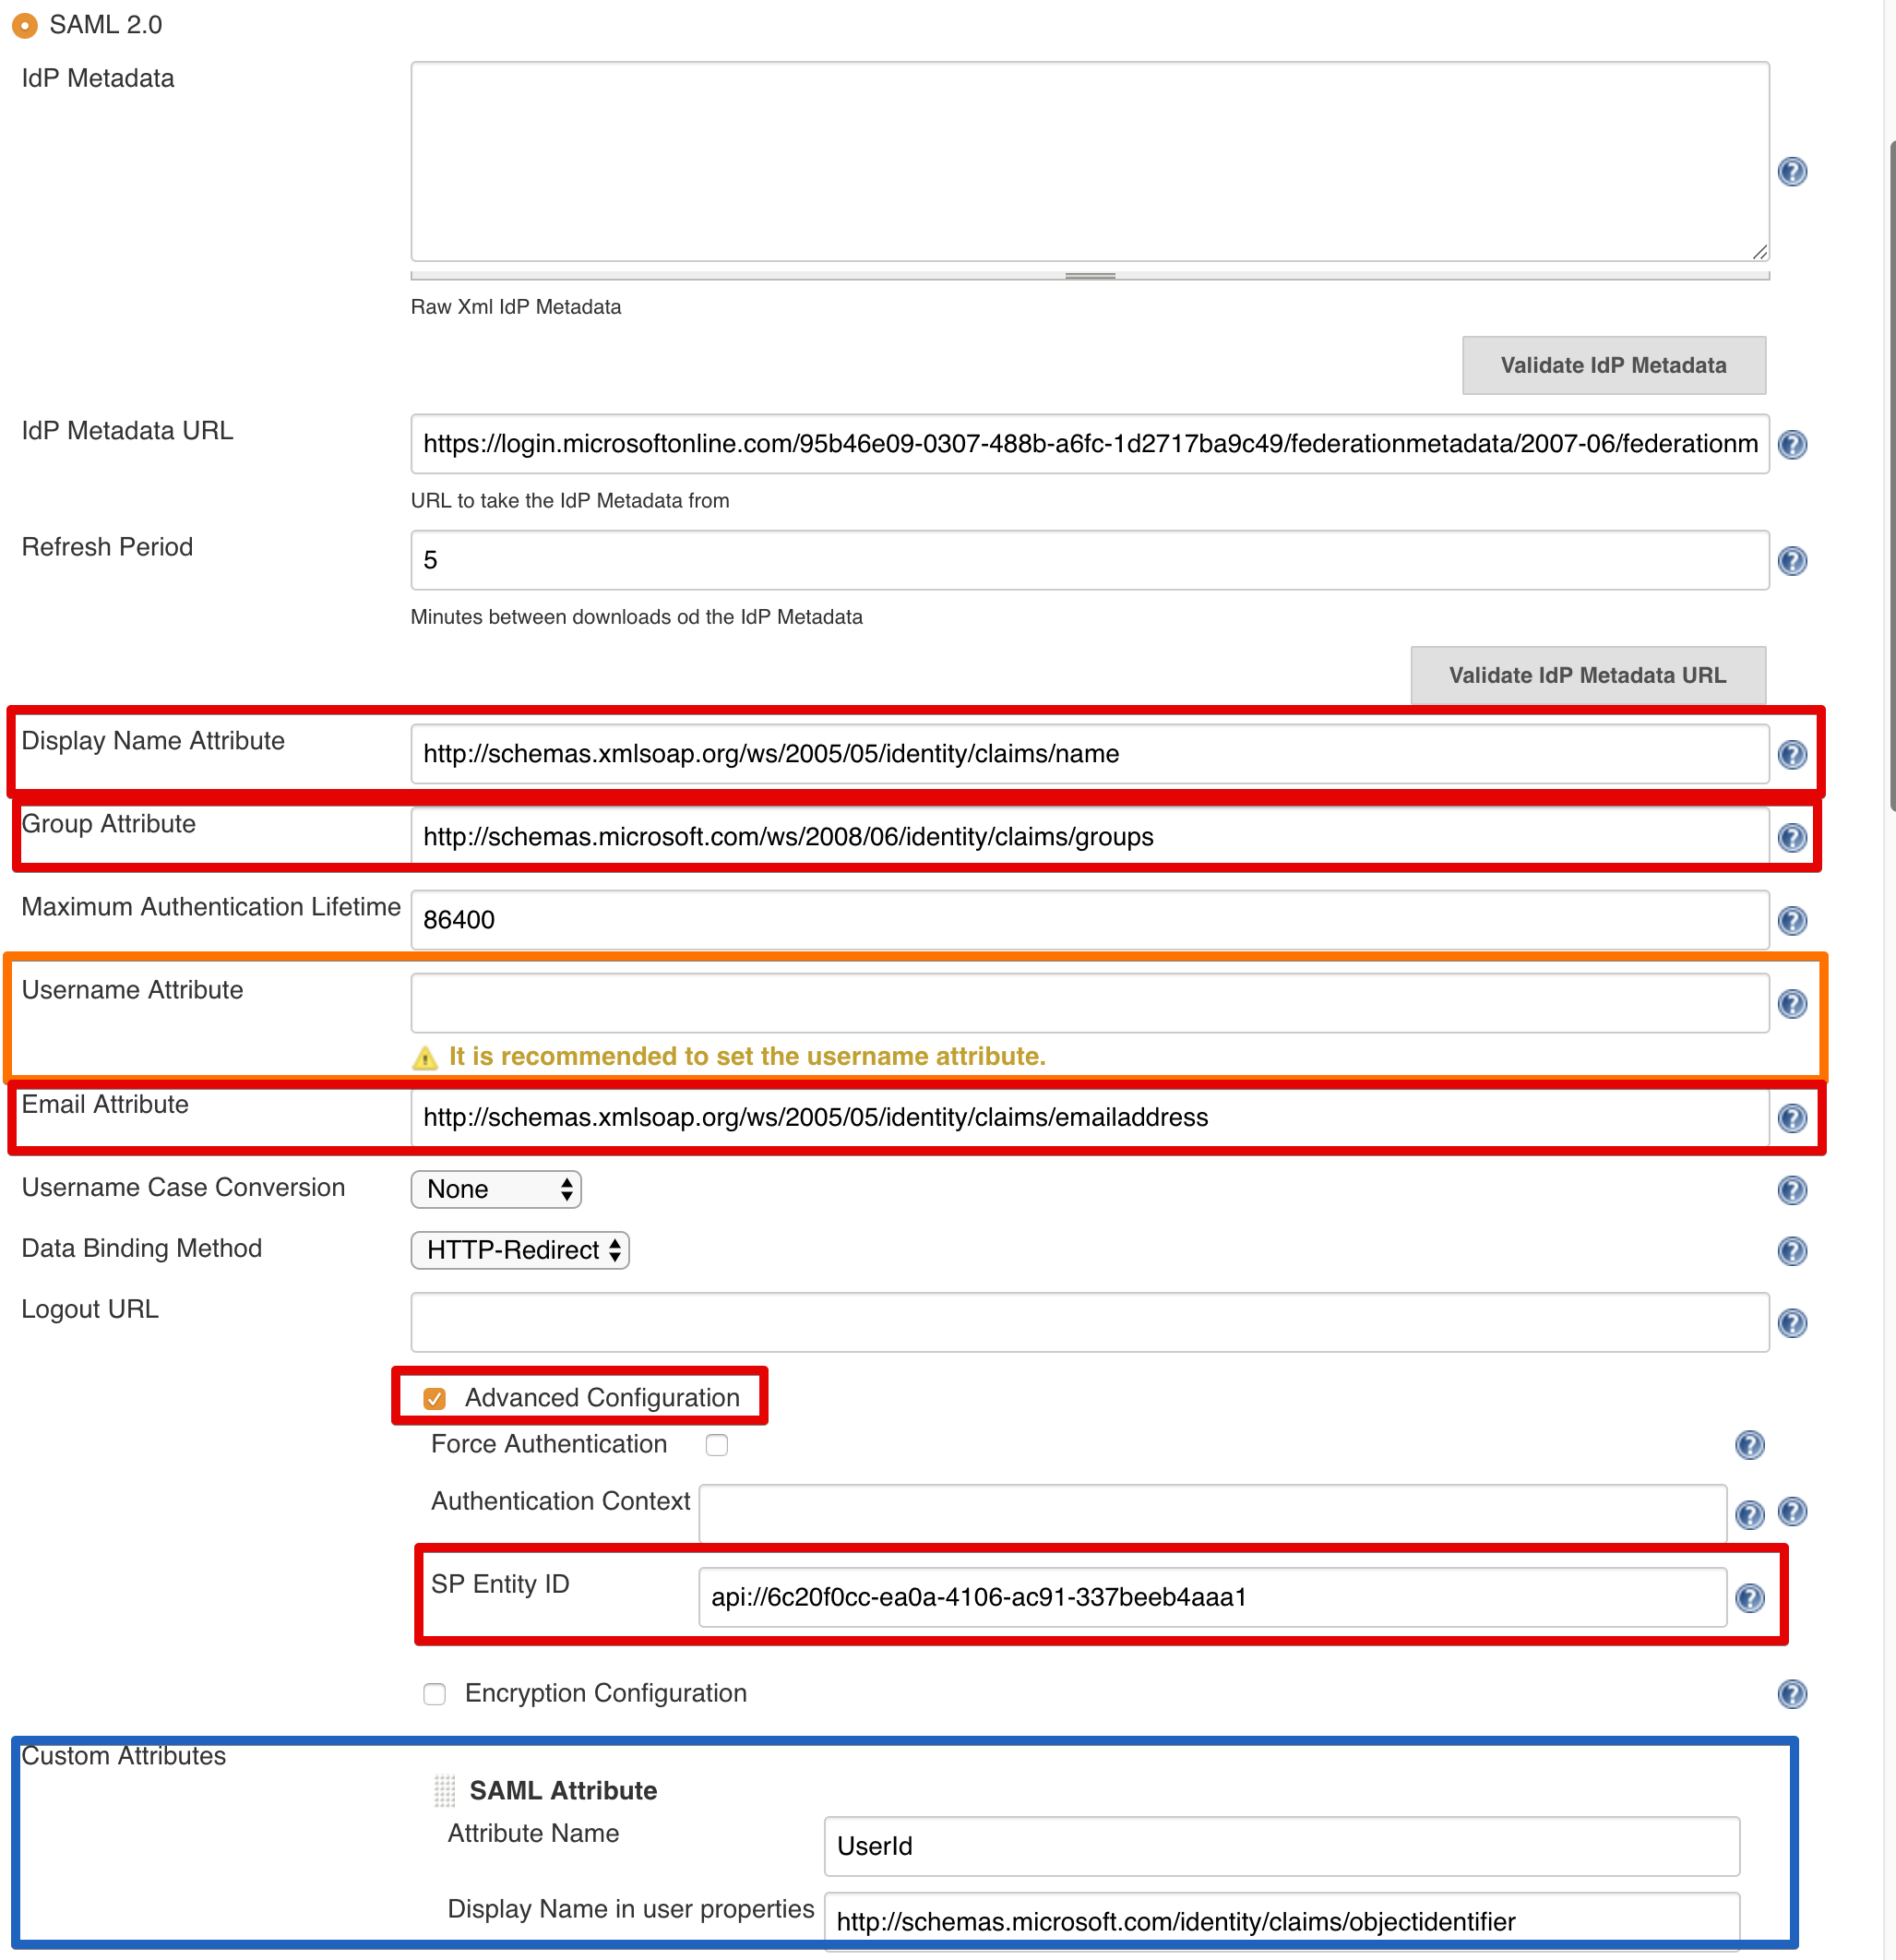 SAML 2.0
IdP Metadata
Raw Xml IdP Metadata
Validate IdP Metadata
IdP Metadata URL
https://login.microsoftonline.com/95b46e09-0307-488b-a6fc-1d2717ba9c49/federationmetadata/2007-06/federationm
URL to take the IdP Metadata from
Refresh Period
5
Minutes between downloads od the IdP Metadata
Validate IdP Metadata URL
Display Name Attribute
http://schemas.xmlsoap.org/ws/2005/05/identity/claims/name
Group Attribute
http://schemas.microsoft.com/ws/2008/06/identity/claims/groups
Maximum Authentication Lifetime
86400
Username Attribute
It is recommended to set the username attribute.
Email Attribute
http://schemas.xmlsoap.org/ws/2005/05/identity/claims/emailaddress
Username Case Conversion
None
Data Binding Method
HTTP-Redirect
Logout URL
Advanced Configuration
Force Authentication
Authentication Context
SP Entity ID
api://6c20f0cc-ea0a-4106-ac91-337beeb4aaa1
Encryption Configuration
Custom Attributes
SAML Attribute
Attribute Name
UserId
Display Name in user properties
http://schemas.microsoft.com/identity/claims/objectidentifier